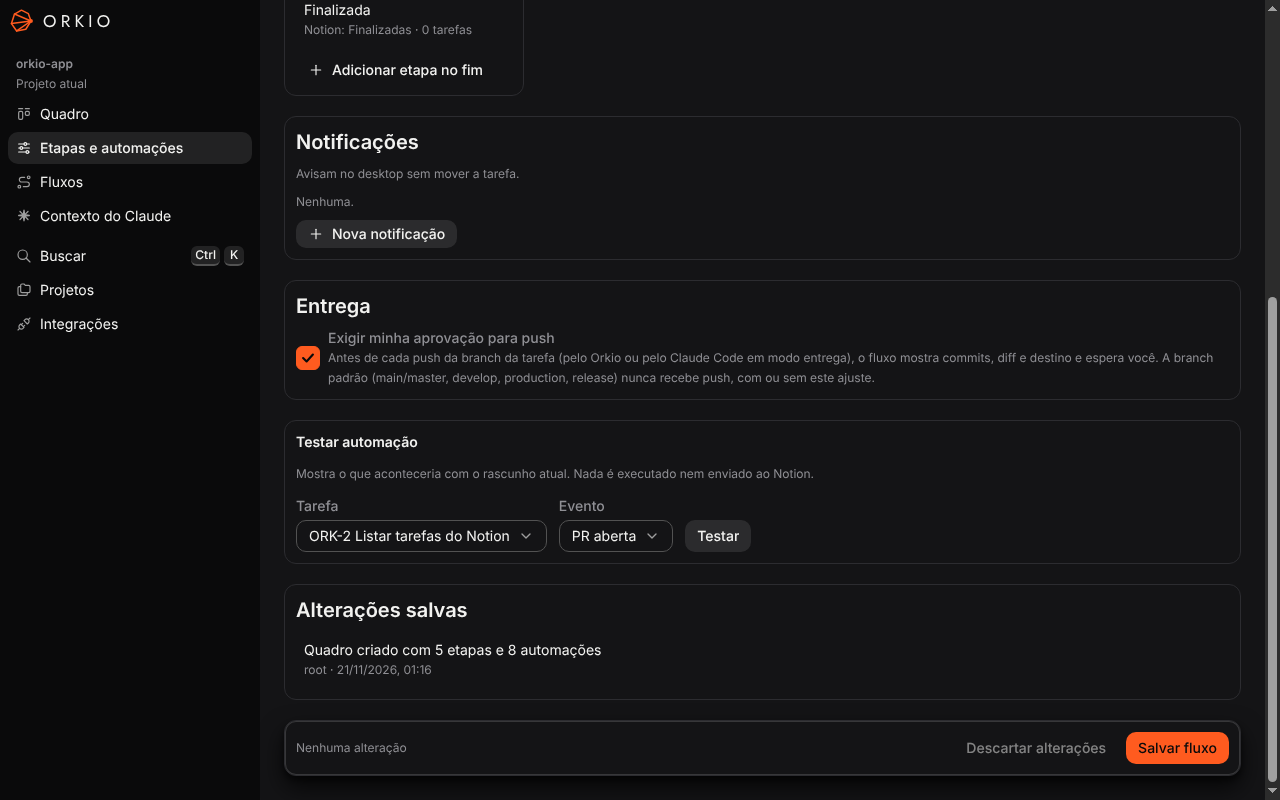 ORKIO
orkio-app
Projeto atual
Quadro
Etapas e automações
Fluxos
Contexto do Claude
Buscar Ctrl K
Projetos
Integrações
Finalizada
Notion: Finalizadas · 0 tarefas
Adicionar etapa no fim
Notificações
Avisam no desktop sem mover a tarefa.
Nenhuma.
Nova notificação
Entrega
Exigir minha aprovação para push
Antes de cada push da branch da tarefa (pelo Orkio ou pelo Claude Code em modo entrega), o fluxo mostra commits, diff e destino e espera você. A branch
padrão (main/master, develop, production, release) nunca recebe push, com ou sem este ajuste.
Testar automação
Mostra o que aconteceria com o rascunho atual. Nada é executado nem enviado ao Notion.
Tarefa Evento
ORK-2 Listar tarefas do Notion PR aberta Testar
Alterações salvas
Quadro criado com 5 etapas e 8 automações
root · 21/11/2026, 01:16
Nenhuma alteração Descartar alterações Salvar fluxo